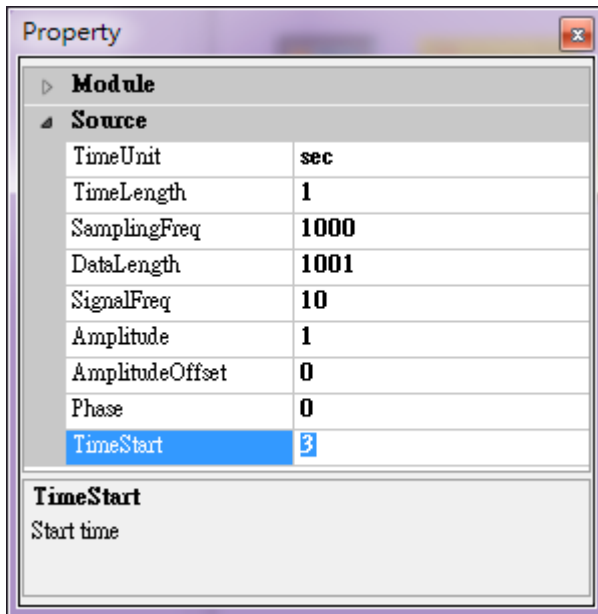 Property
Module
Source
TimeUnit sec
TimeLength 1
SamplingFreq 1000
DataLength 1001
SignalFreq 10
Amplitude 1
AmplitudeOffset 0
Phase 0
TimeStart 3
TimeStart
Start time